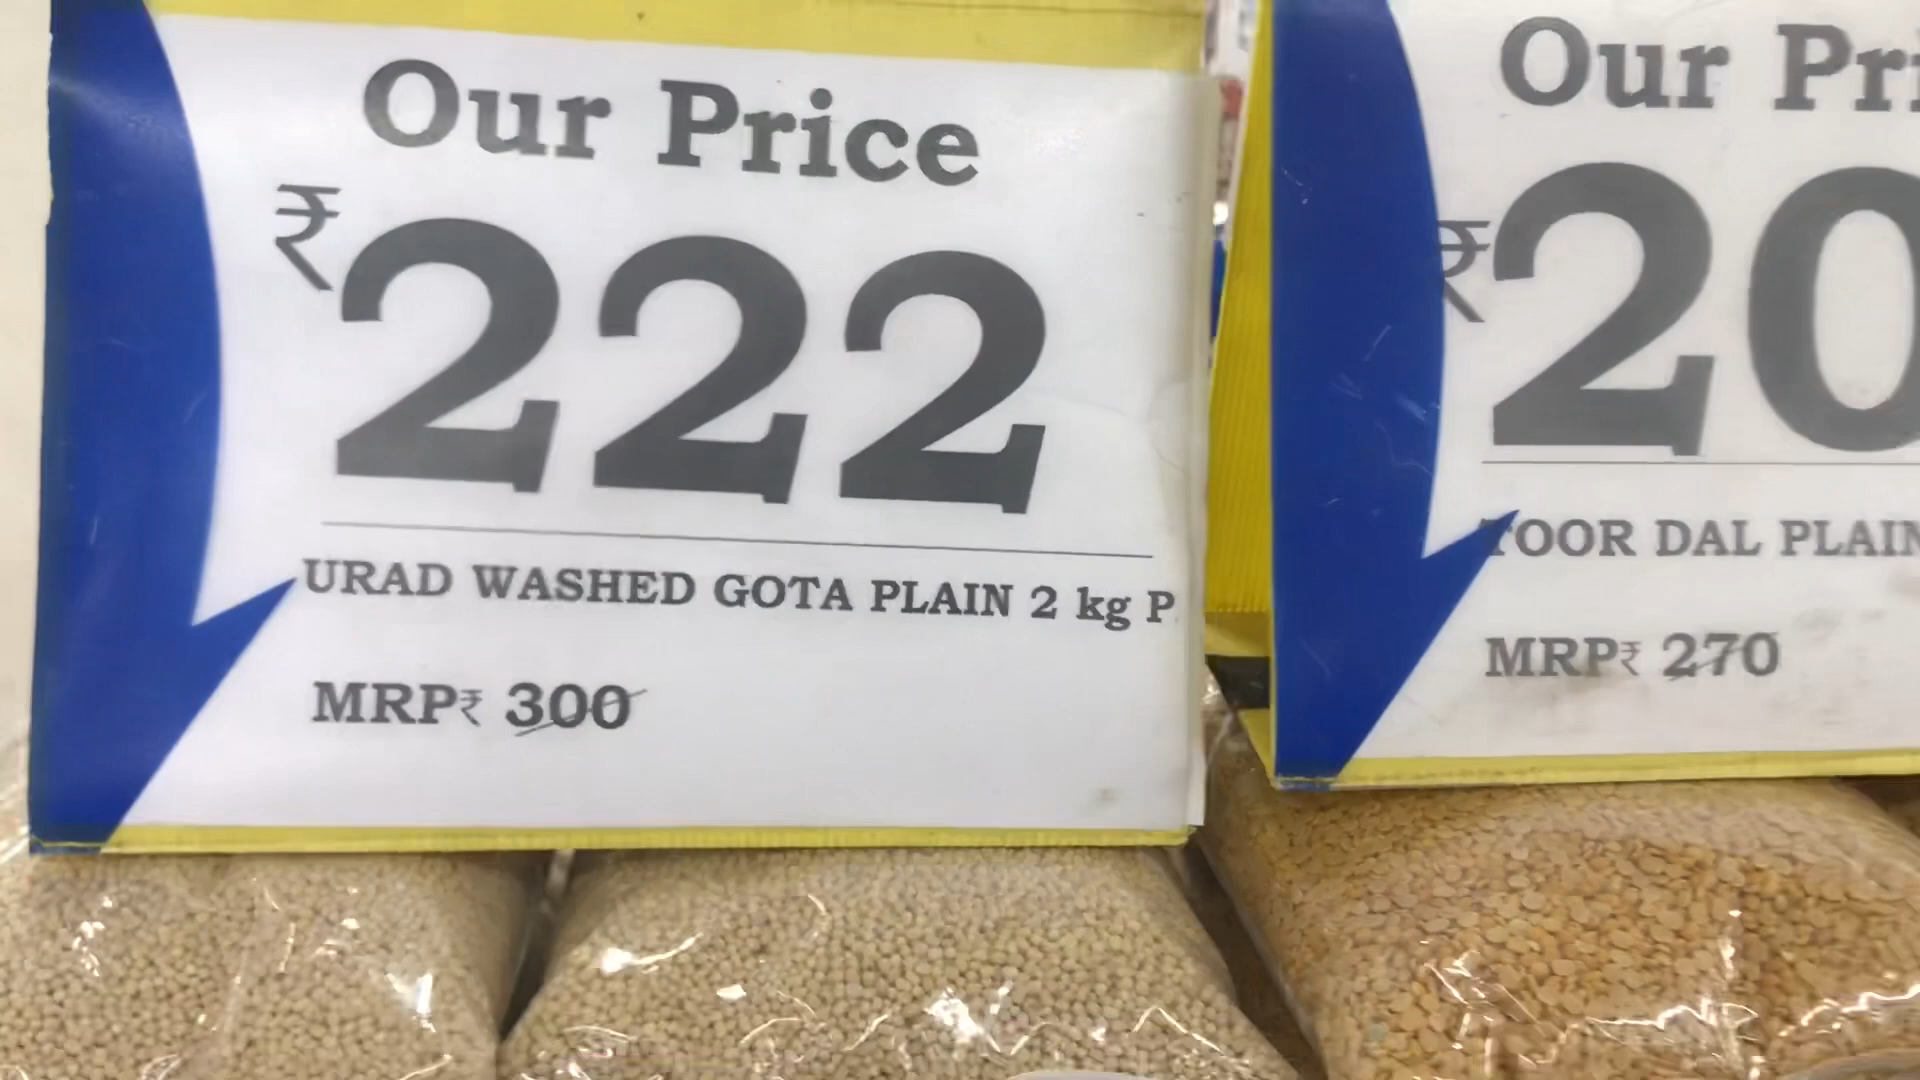 Our Price
₹222
URAD WASHED GOTA PLAIN 2 kg P
MRP₹ 300
Our Pri
₹20
TOOR DAL PLAIN
MRP₹ 270